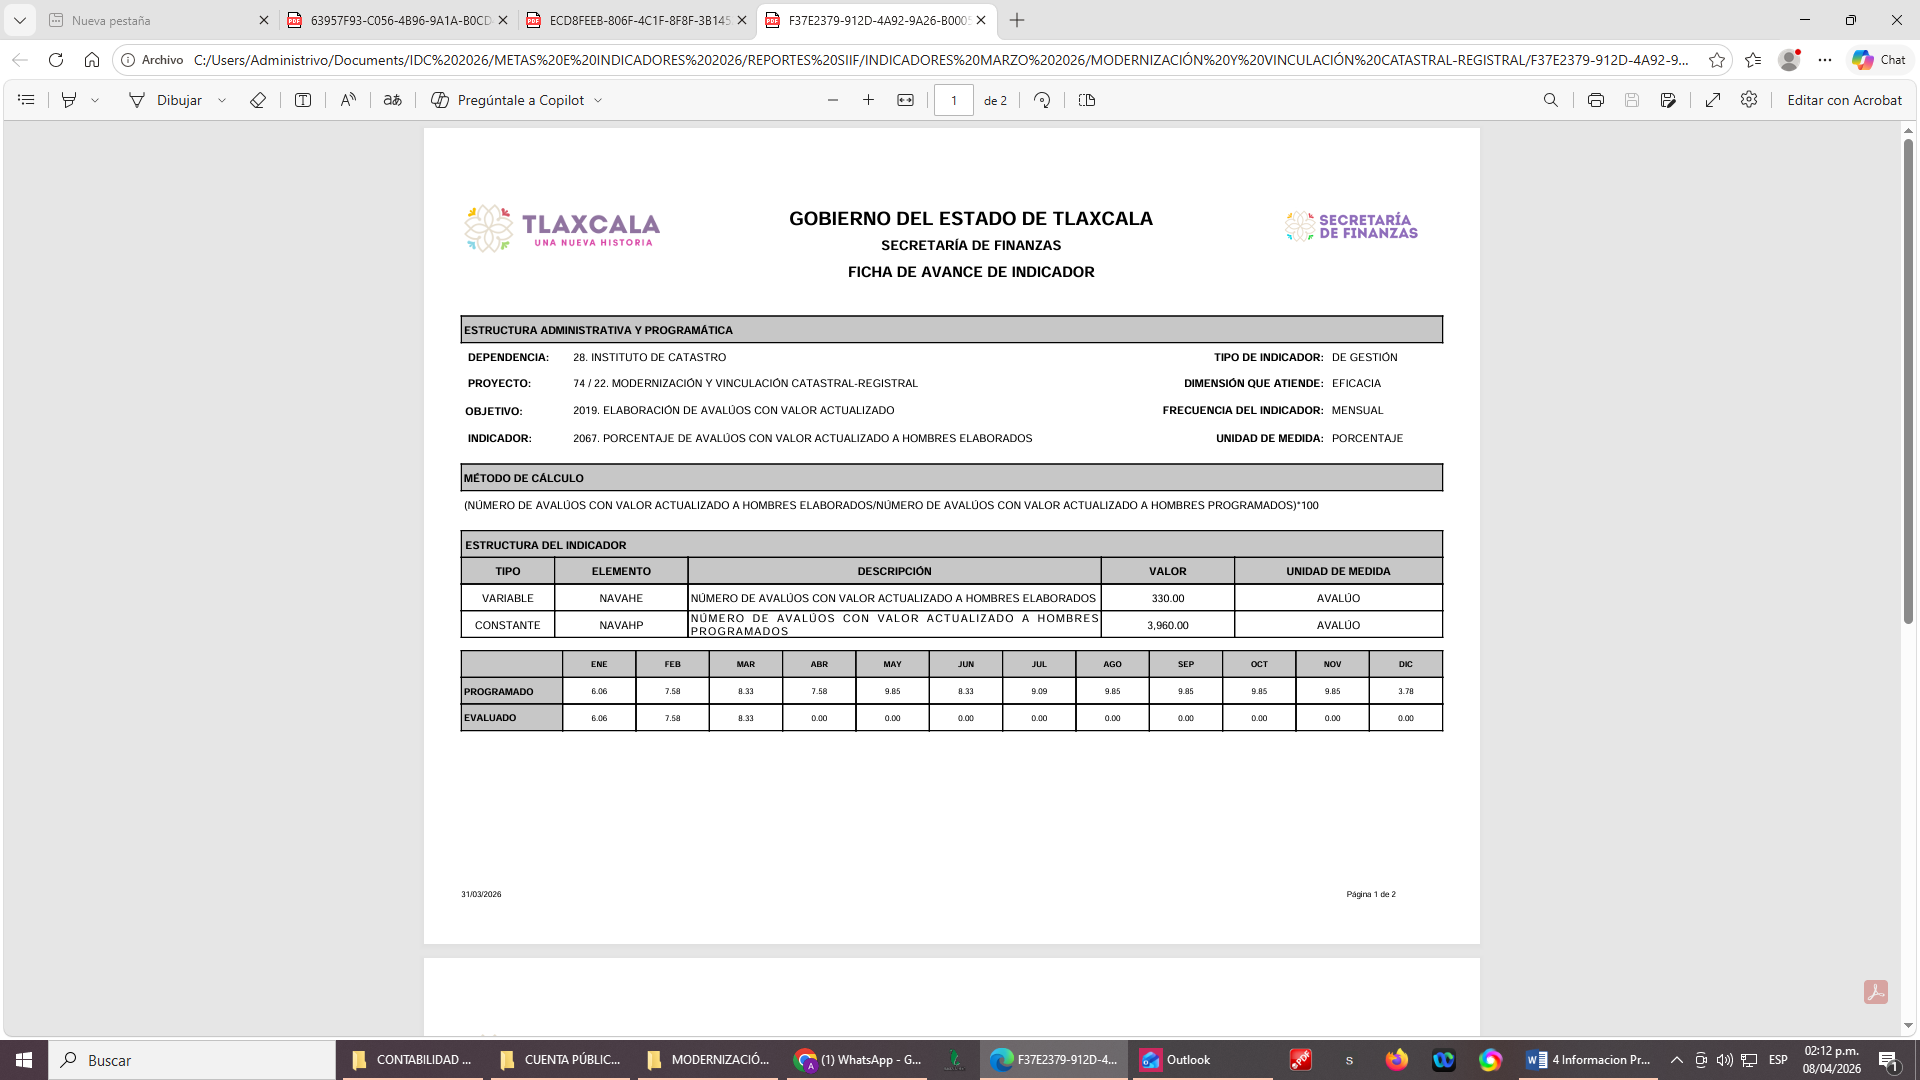 Nueva pestaña
63957F93-C056-4B96-9A1A-B0CD
ECD8FEEB-806F-4C1F-8F8F-3B145
F37E2379-912D-4A92-9A26-B0005
Archivo
C:/Users/Administrivo/Documents/IDC%202026/METAS%20E%20INDICADORES%202026/REPORTES%20SIIF/INDICADORES%20MARZO%202026/MODERNIZACIÓN%20Y%20VINCULACIÓN%20CATASTRAL-REGISTRAL/F37E2379-912D-4A92-9...
Chat
Dibujar
Pregúntale a Copilot
1 de 2
Editar con Acrobat
TLAXCALA
UNA NUEVA HISTORIA
GOBIERNO DEL ESTADO DE TLAXCALA
SECRETARÍA DE FINANZAS
FICHA DE AVANCE DE INDICADOR
SECRETARÍA
DE FINANZAS
ESTRUCTURA ADMINISTRATIVA Y PROGRAMÁTICA
DEPENDENCIA: 28. INSTITUTO DE CATASTRO TIPO DE INDICADOR: DE GESTIÓN
PROYECTO: 74 / 22. MODERNIZACIÓN Y VINCULACIÓN CATASTRAL-REGISTRAL DIMENSIÓN QUE ATIENDE: EFICACIA
OBJETIVO: 2019. ELABORACIÓN DE AVALÚOS CON VALOR ACTUALIZADO FRECUENCIA DEL INDICADOR: MENSUAL
INDICADOR: 2067. PORCENTAJE DE AVALÚOS CON VALOR ACTUALIZADO A HOMBRES ELABORADOS UNIDAD DE MEDIDA: PORCENTAJE
MÉTODO DE CÁLCULO
(NÚMERO DE AVALÚOS CON VALOR ACTUALIZADO A HOMBRES ELABORADOS/NÚMERO DE AVALÚOS CON VALOR ACTUALIZADO A HOMBRES PROGRAMADOS)*100
ESTRUCTURA DEL INDICADOR
TIPO ELEMENTO DESCRIPCIÓN VALOR UNIDAD DE MEDIDA
VARIABLE NAVAHE NÚMERO DE AVALÚOS CON VALOR ACTUALIZADO A HOMBRES ELABORADOS 330.00 AVALÚO
CONSTANTE NAVAHP NÚMERO DE AVALÚOS CON VALOR ACTUALIZADO A HOMBRES PROGRAMADOS 3,960.00 AVALÚO
ENE FEB MAR ABR MAY JUN JUL AGO SEP OCT NOV DIC
PROGRAMADO 6.06 7.58 8.33 7.58 9.85 8.33 9.09 9.85 9.85 9.85 9.85 3.78
EVALUADO 6.06 7.58 8.33 0.00 0.00 0.00 0.00 0.00 0.00 0.00 0.00 0.00
31/03/2026 Página 1 de 2
Buscar
CONTABILIDAD ...
CUENTA PÚBLIC...
MODERNIZACIÓ...
(1) WhatsApp - G...
F37E2379-912D-4...
Outlook
4 Informacion Pr...
ESP
02:12 p.m.
08/04/2026